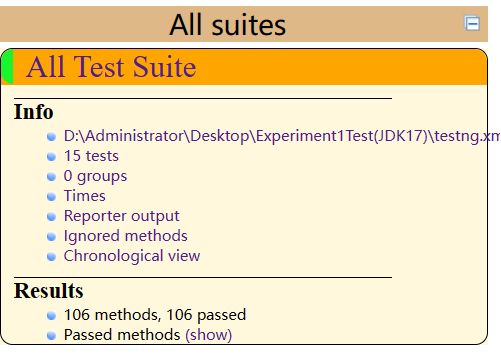 All suites
All Test Suite
Info
D:\Administrator\Desktop\Experiment1Test(JDK17)\testng.xm
15 tests
0 groups
Times
Reporter output
Ignored methods
Chronological view
Results
106 methods, 106 passed
Passed methods (show)